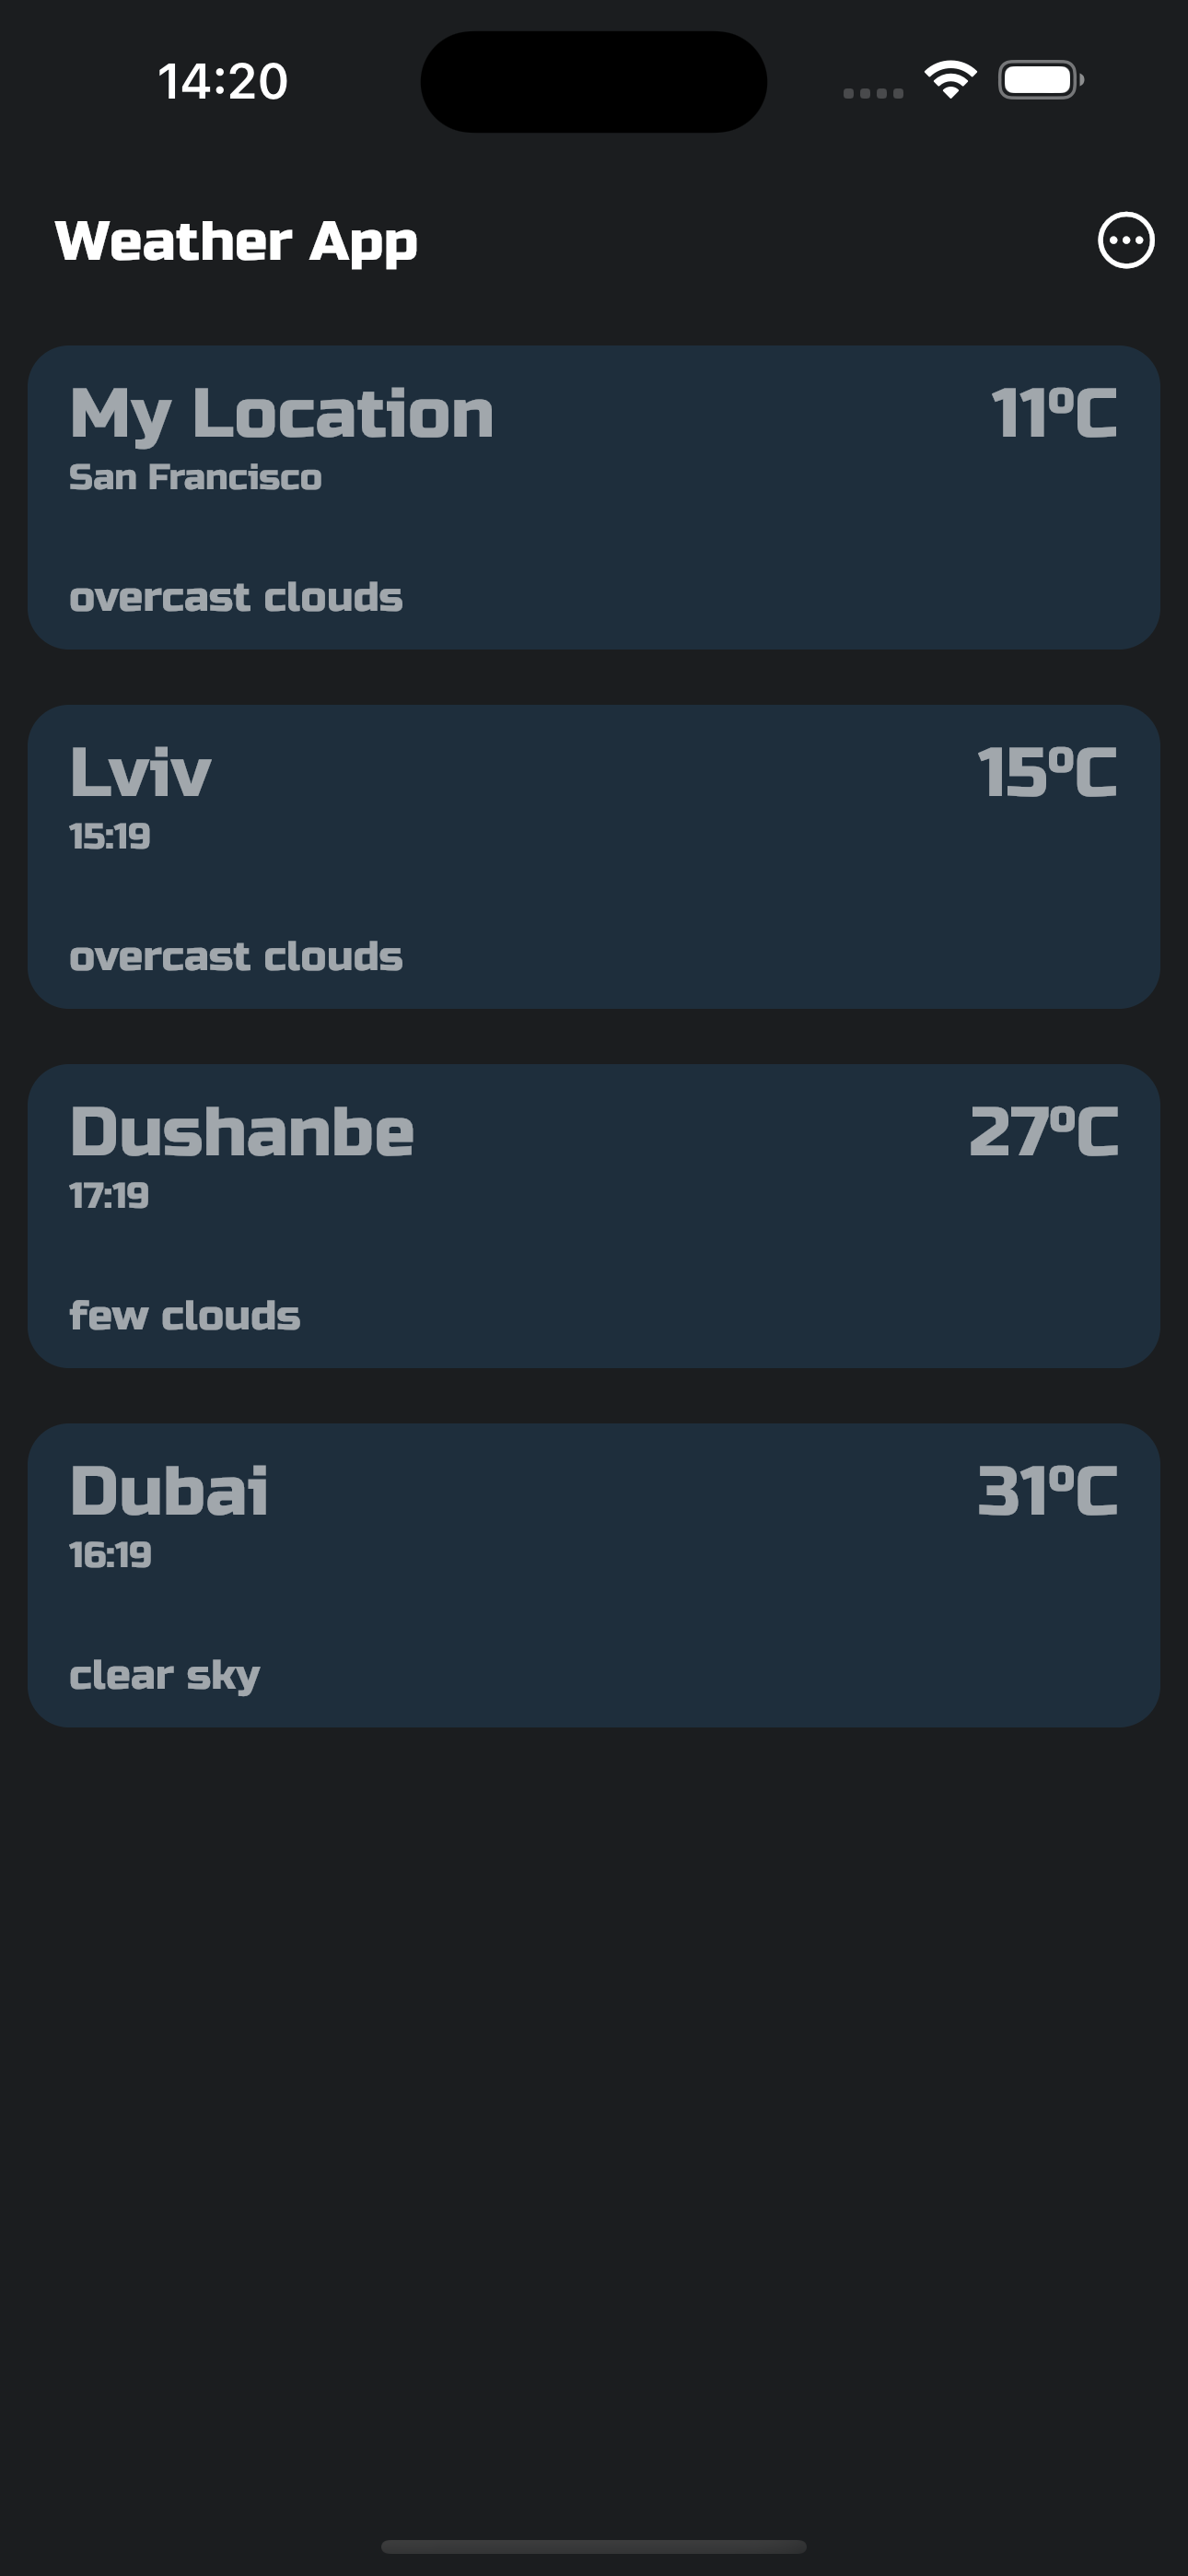 14:20
Weather App
My Location 11°C
San Francisco
overcast clouds
Lviv 15°C
15:19
overcast clouds
Dushanbe 27°C
17:19
few clouds
Dubai 31°C
16:19
clear sky